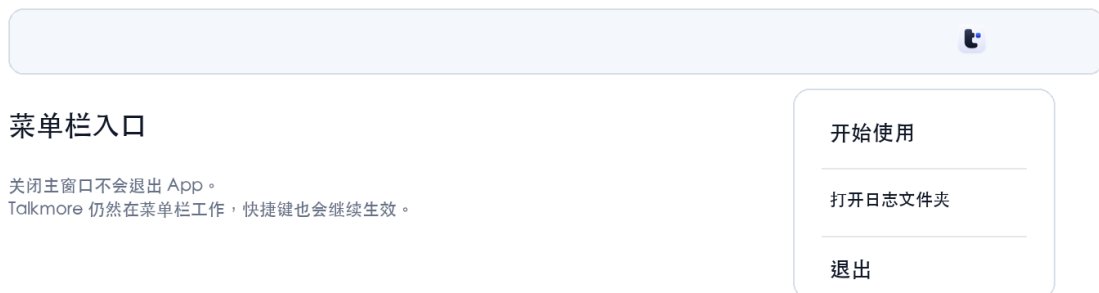 菜单栏入口
关闭主窗口不会退出 App。
Talkmore 仍然在菜单栏工作，快捷键也会继续生效。
开始使用
打开日志文件夹
退出